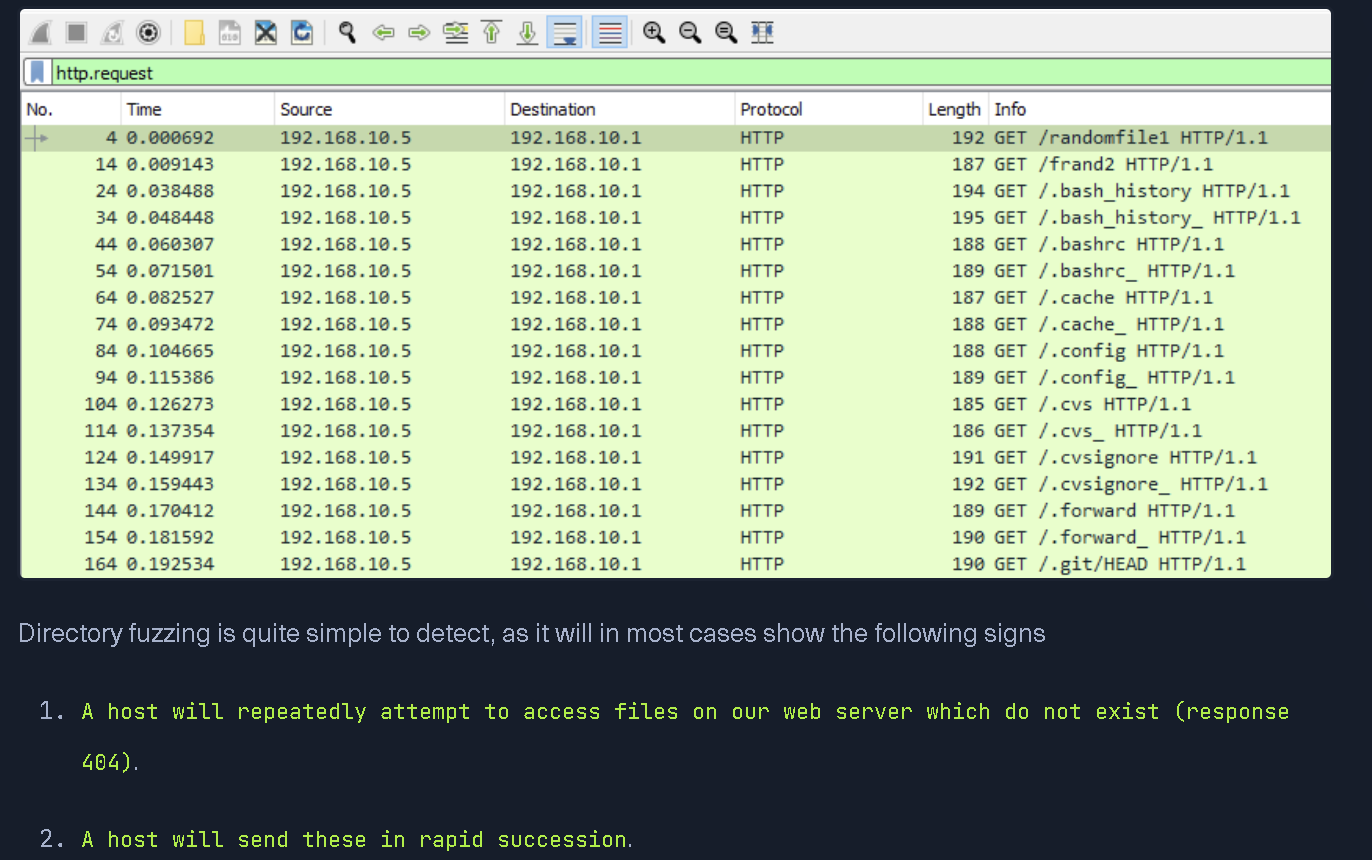 http.request
No. Time Source Destination Protocol Length Info
4 0.000692 192.168.10.5 192.168.10.1 HTTP 192 GET /randomfile1 HTTP/1.1
14 0.009143 192.168.10.5 192.168.10.1 HTTP 187 GET /frand2 HTTP/1.1
24 0.038488 192.168.10.5 192.168.10.1 HTTP 194 GET /.bash_history HTTP/1.1
34 0.048448 192.168.10.5 192.168.10.1 HTTP 195 GET /.bash_history_ HTTP/1.1
44 0.060307 192.168.10.5 192.168.10.1 HTTP 188 GET /.bashrc HTTP/1.1
54 0.071501 192.168.10.5 192.168.10.1 HTTP 189 GET /.bashrc_ HTTP/1.1
64 0.082527 192.168.10.5 192.168.10.1 HTTP 187 GET /.cache HTTP/1.1
74 0.093472 192.168.10.5 192.168.10.1 HTTP 188 GET /.cache_ HTTP/1.1
84 0.104665 192.168.10.5 192.168.10.1 HTTP 188 GET /.config HTTP/1.1
94 0.115386 192.168.10.5 192.168.10.1 HTTP 189 GET /.config_ HTTP/1.1
104 0.126273 192.168.10.5 192.168.10.1 HTTP 185 GET /.cvs HTTP/1.1
114 0.137354 192.168.10.5 192.168.10.1 HTTP 186 GET /.cvs_ HTTP/1.1
124 0.149917 192.168.10.5 192.168.10.1 HTTP 191 GET /.cvsignore HTTP/1.1
134 0.159443 192.168.10.5 192.168.10.1 HTTP 192 GET /.cvsignore_ HTTP/1.1
144 0.170412 192.168.10.5 192.168.10.1 HTTP 189 GET /.forward HTTP/1.1
154 0.181592 192.168.10.5 192.168.10.1 HTTP 190 GET /.forward_ HTTP/1.1
164 0.192534 192.168.10.5 192.168.10.1 HTTP 190 GET /.git/HEAD HTTP/1.1
Directory fuzzing is quite simple to detect, as it will in most cases show the following signs
1. A host will repeatedly attempt to access files on our web server which do not exist (response
404).
2. A host will send these in rapid succession.